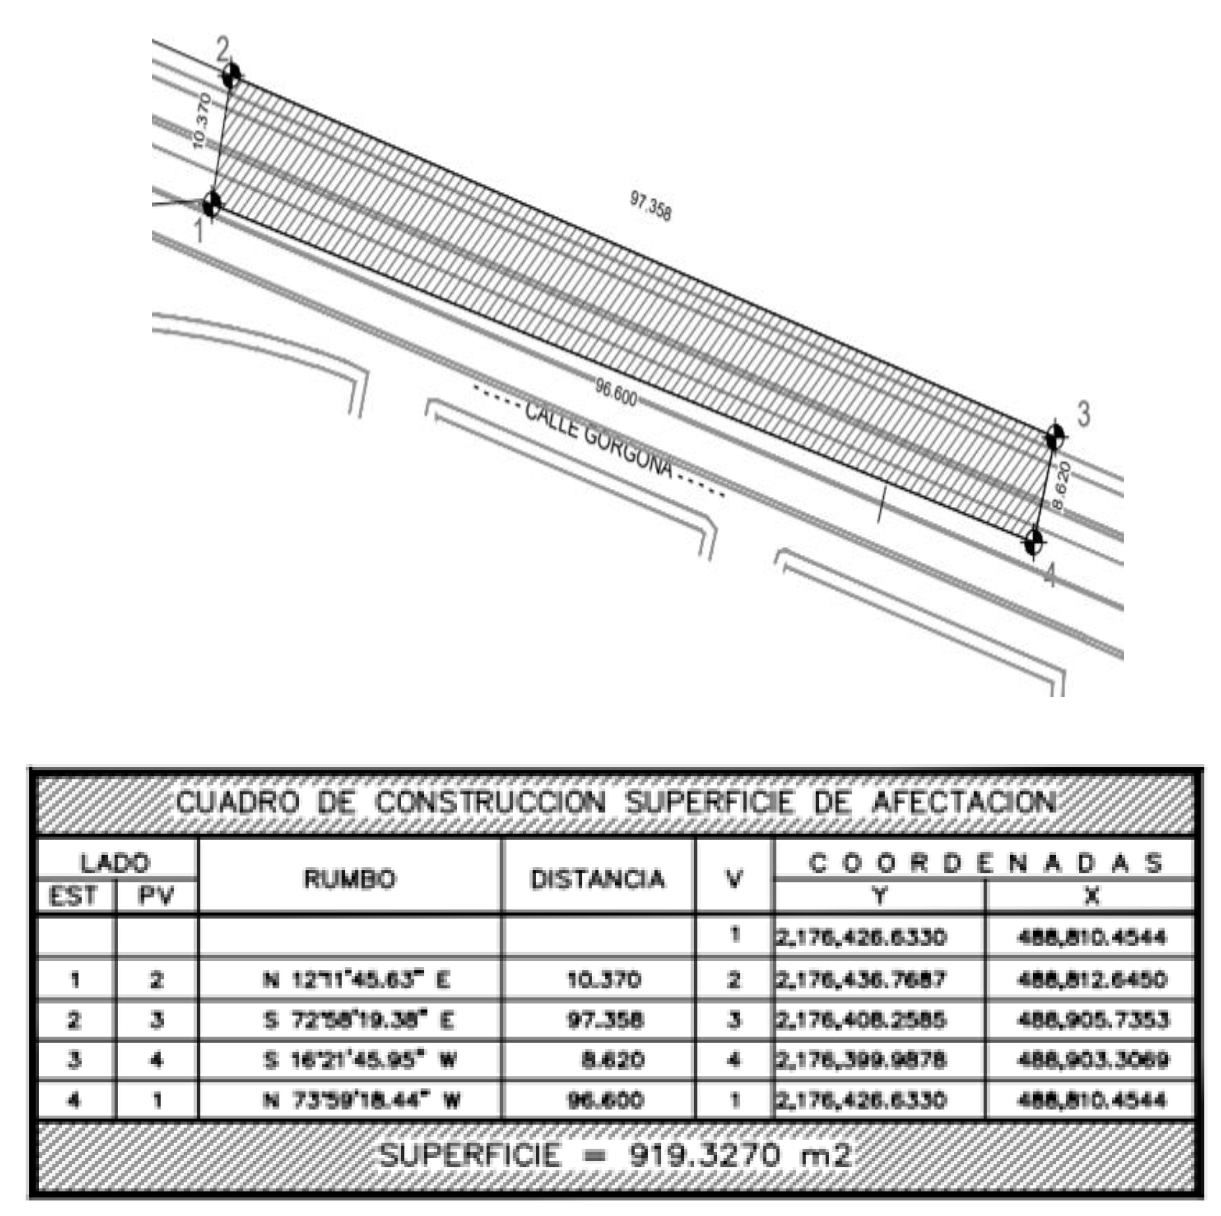 2
10.370
97.358
1
96.600
3
CALLE GORGONA
8.620
4
CUADRO DE CONSTRUCCION SUPERFICIE DE AFECTACION
LADO RUMBO DISTANCIA V COORDENADAS
EST PV Y X
1 2,176,426.6330 488,810.4544
1 2 N 12°11'45.63" E 10.370 2 2,176,436.7687 488,812.6450
2 3 S 72°58'19.38" E 97.358 3 2,176,408.2585 488,905.7353
3 4 S 16°21'45.95" W 8.620 4 2,176,399.9878 488,903.3069
4 1 N 73°59'18.44" W 96.600 1 2,176,426.6330 488,810.4544
SUPERFICIE = 919.3270 m2